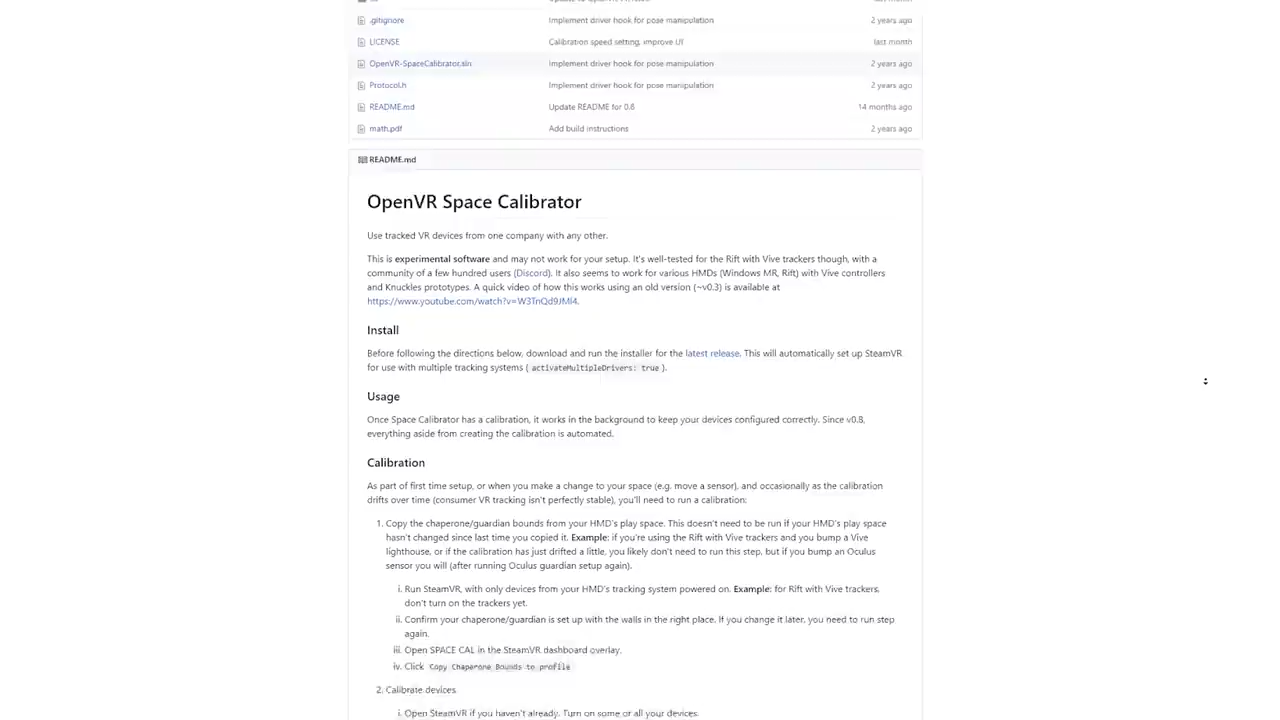 .gitignore Implement driver hook for pose manipulation 2 years ago
LICENSE Calibration speed setting, improve UI last month
OpenVR-SpaceCalibrator.sln Implement driver hook for pose manipulation 2 years ago
Protocol.h Implement driver hook for pose manipulation 2 years ago
README.md Update README for 0.8 14 months ago
math.pdf Add build instructions 2 years ago
README.md
OpenVR Space Calibrator
Use tracked VR devices from one company with any other.
This is experimental software and may not work for your setup. It's well-tested for the Rift with Vive trackers though, with a
community of a few hundred users (Discord). It also seems to work for various HMDs (Windows MR, Rift) with Vive controllers
and Knuckles prototypes. A quick video of how this works using an old version (~v0.3) is available at
https://www.youtube.com/watch?v=W3TnQd9JMl4.
Install
Before following the directions below, download and run the installer for the latest release. This will automatically set up SteamVR
for use with multiple tracking systems ( activateMultipleDrivers: true ).
Usage
Once Space Calibrator has a calibration, it works in the background to keep your devices configured correctly. Since v0.8,
everything aside from creating the calibration is automated.
Calibration
As part of first time setup, or when you make a change to your space (e.g. move a sensor), and occasionally as the calibration
drifts over time (consumer VR tracking isn't perfectly stable), you'll need to run a calibration:
1. Copy the chaperone/guardian bounds from your HMD's play space. This doesn't need to be run if your HMD's play space
hasn't changed since last time you copied it. Example: if you're using the Rift with Vive trackers and you bump a Vive
lighthouse, or if the calibration has just drifted a little, you likely don't need to run this step, but if you bump an Oculus
sensor you will (after running Oculus guardian setup again).
i. Run SteamVR, with only devices from your HMD's tracking system powered on. Example: for Rift with Vive trackers,
don't turn on the trackers yet.
ii. Confirm your chaperone/guardian is set up with the walls in the right place. If you change it later, you need to run step
again.
iii. Open SPACE CAL in the SteamVR dashboard overlay.
iv. Click Copy Chaperone Bounds to profile
2. Calibrate devices.
i. Open SteamVR if you haven't already. Turn on some or all your devices.